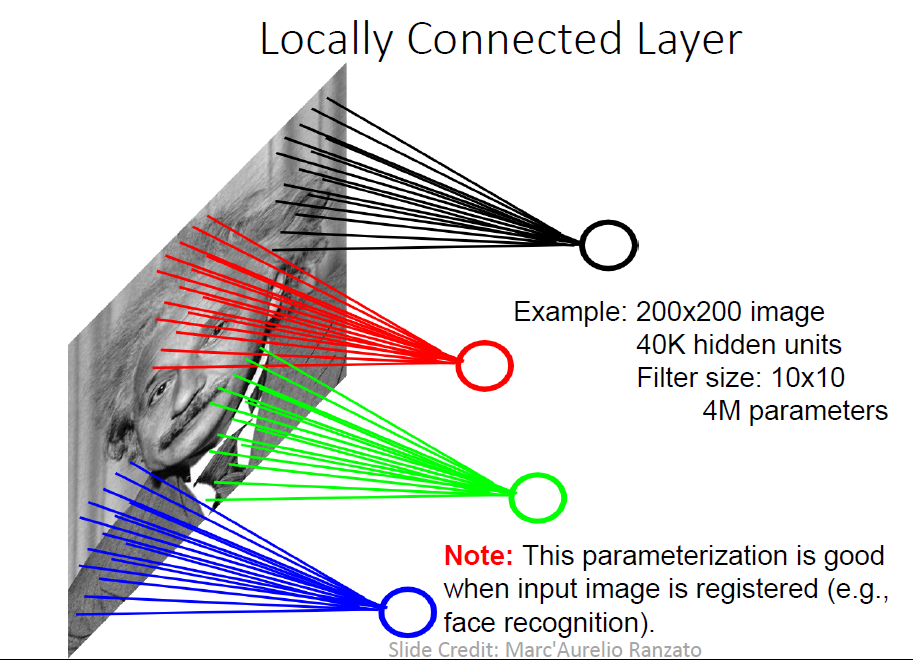 Locally Connected Layer
Example: 200x200 image
40K hidden units
Filter size: 10x10
4M parameters
Note: This parameterization is good
when input image is registered (e.g.,
face recognition).
Slide Credit: Marc'Aurelio Ranzato